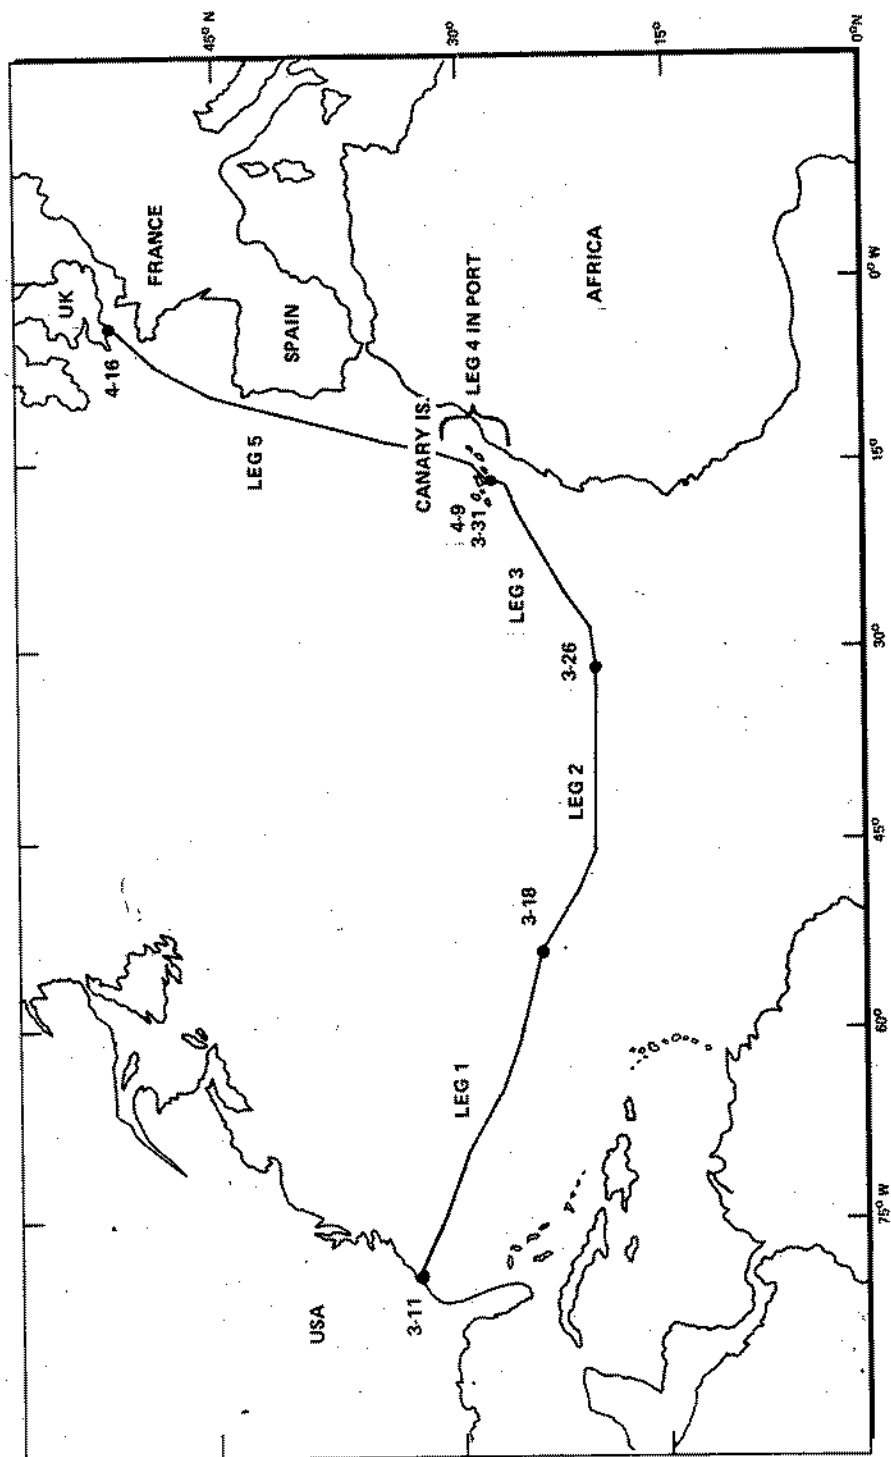 45° N
30°
15°
0°N
UK
FRANCE
4-16
SPAIN
LEG 5
CANARY IS.
LEG 4 IN PORT
AFRICA
4-9
3-31
LEG 3
3-26
LEG 2
3-18
LEG 1
USA
3-11
75° W
60°
45°
30°
15°
0° W